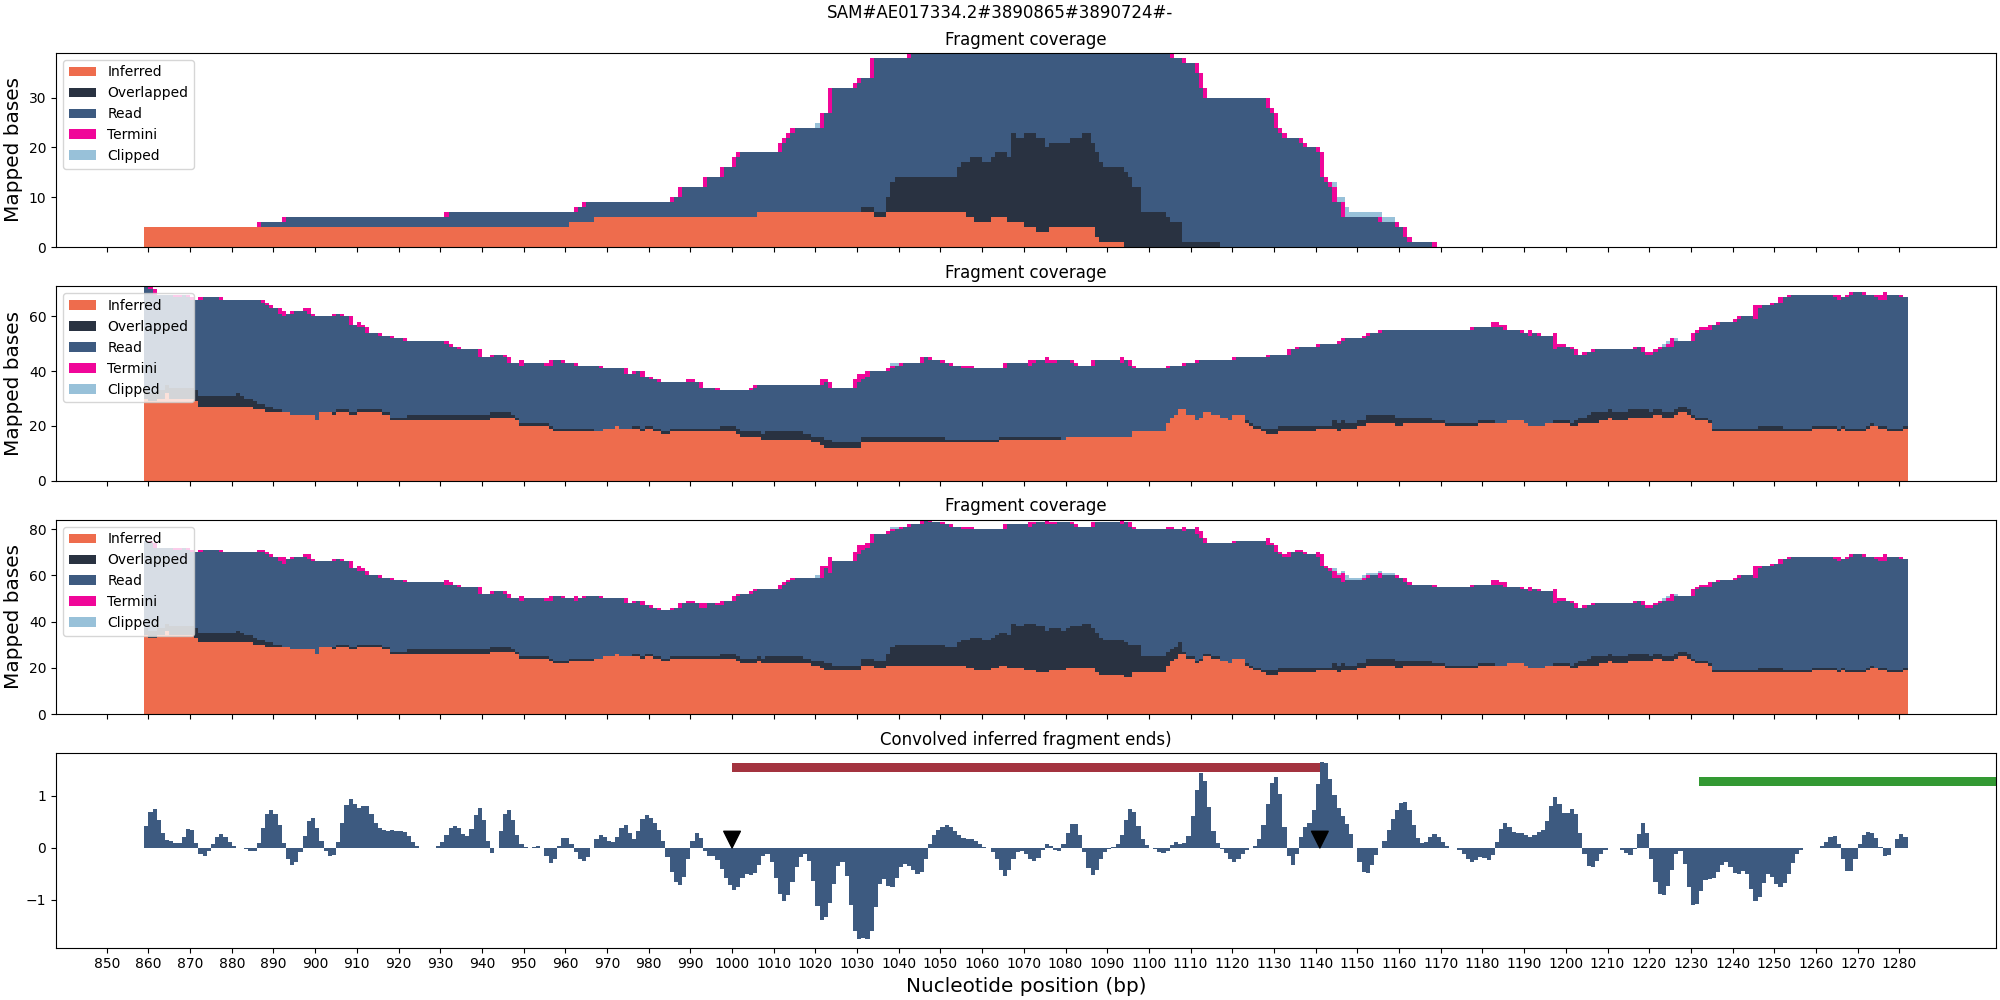 SAM#AE017334.2#3890865#3890724#-
Fragment coverage
Mapped bases
30
20
10
0
Inferred
Overlapped
Read
Termini
Clipped
Fragment coverage
Mapped bases
60
40
20
0
Inferred
Overlapped
Read
Termini
Clipped
Fragment coverage
Mapped bases
80
60
40
20
0
Inferred
Overlapped
Read
Termini
Clipped
Convolved inferred fragment ends)
1
0
−1
850 860 870 880 890 900 910 920 930 940 950 960 970 980 990 1000 1010 1020 1030 1040 1050 1060 1070 1080 1090 1100 1110 1120 1130 1140 1150 1160 1170 1180 1190 1200 1210 1220 1230 1240 1250 1260 1270 1280
Nucleotide position (bp)